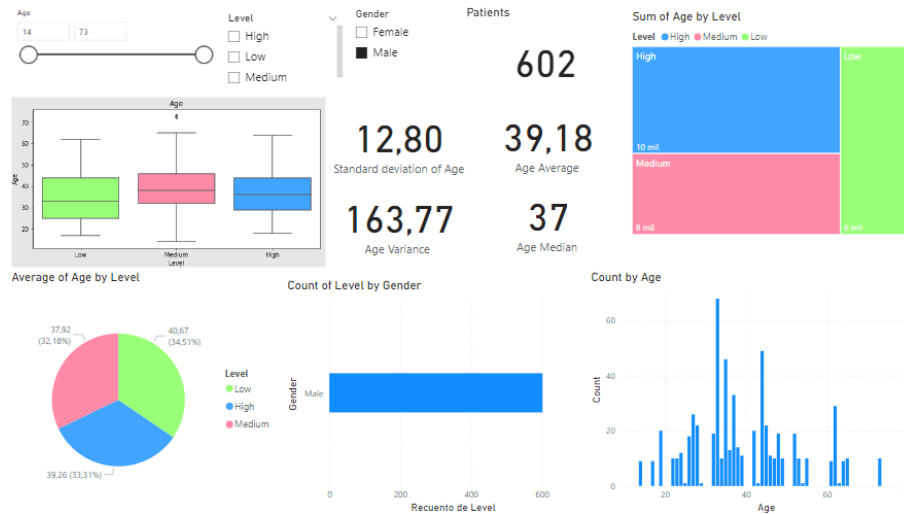 Age
14
73
Level
High
Low
Medium
Gender
Female
Male
Patients
602
12,80
Standard deviation of Age
39,18
Age Average
163,77
Age Variance
37
Age Median
Sum of Age by Level
Level High Medium Low
High
10 mil
Medium
8 mil
Low
6 mil
Age
70
60
50
40
30
20
Age
Low
Medium
High
Level
Average of Age by Level
37,92
(32,18%)
40,67
(34,51%)
39,26 (33,31%)
Level
Low
High
Medium
Count of Level by Gender
Gender
Male
0
200
400
600
Recuento de Level
Count by Age
Count
60
40
20
0
20
40
60
Age